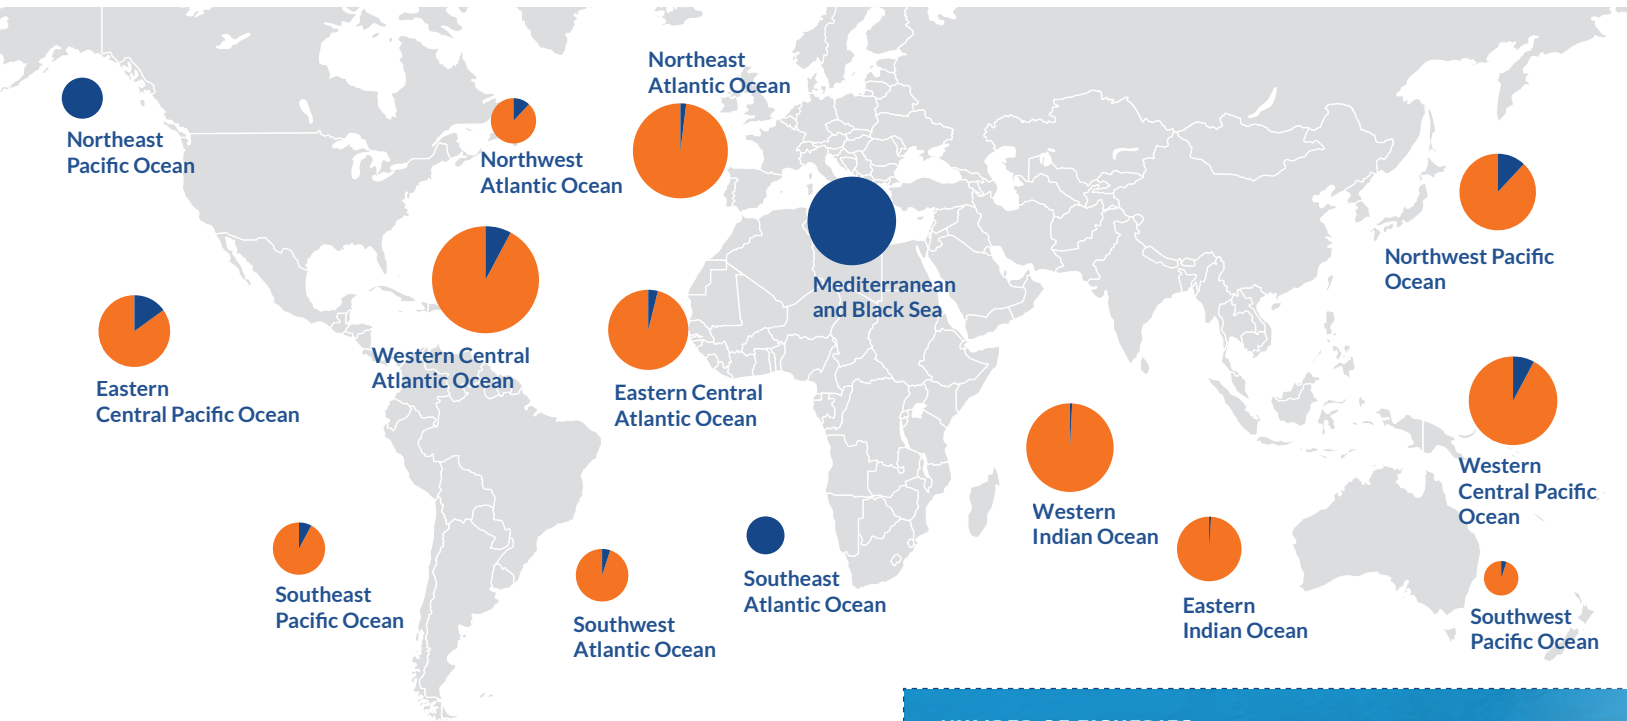 Northeast
Atlantic Ocean
Northeast
Pacific Ocean
Northwest
Atlantic Ocean
Northwest Pacific
Ocean
Mediterranean
and Black Sea
Western Central
Atlantic Ocean
Eastern
Central Pacific Ocean
Eastern Central
Atlantic Ocean
Western
Central Pacific
Ocean
Western
Indian Ocean
Southeast
Atlantic Ocean
Southeast
Pacific Ocean
Eastern
Indian Ocean
Southwest
Pacific Ocean
Southwest
Atlantic Ocean